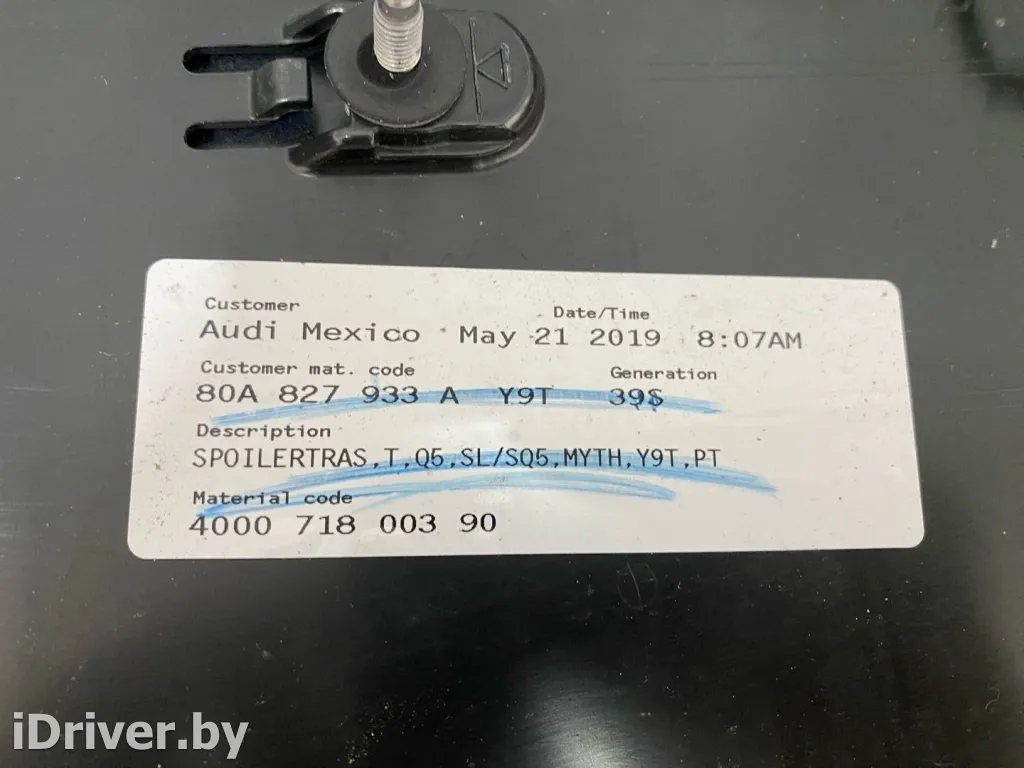 Customer Date/Time
Audi Mexico May 21 2019 8:07AM
Customer mat. code Generation
80A 827 933 A Y9T 39$
Description
SPOILERTRAS,T,Q5,SL/SQ5,MYTH,Y9T,PT
Material code
4000 718 003 90
iDriver.by